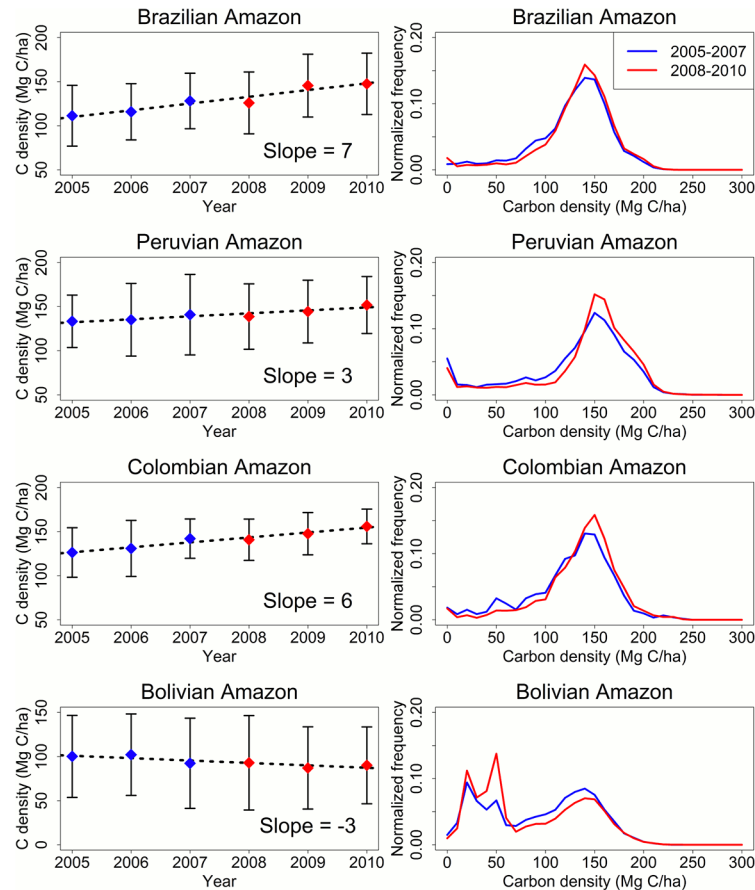 Brazilian Amazon
C density (Mg C/ha)
50 100 150 200
Slope = 7
2005 2006 2007 2008 2009 2010
Year
Brazilian Amazon
Normalized frequency
0.00 0.10 0.20
2005-2007
2008-2010
0 50 100 150 200 250 300
Carbon density (Mg C/ha)
Peruvian Amazon
C density (Mg C/ha)
50 100 150 200
Slope = 3
2005 2006 2007 2008 2009 2010
Year
Peruvian Amazon
Normalized frequency
0.00 0.10 0.20
0 50 100 150 200 250 300
Carbon density (Mg C/ha)
Colombian Amazon
C density (Mg C/ha)
50 100 150 200
Slope = 6
2005 2006 2007 2008 2009 2010
Year
Colombian Amazon
Normalized frequency
0.00 0.10 0.20
0 50 100 150 200 250 300
Carbon density (Mg C/ha)
Bolivian Amazon
C density (Mg C/ha)
0 50 100 150
Slope = -3
2005 2006 2007 2008 2009 2010
Year
Bolivian Amazon
Normalized frequency
0.00 0.10 0.20
0 50 100 150 200 250 300
Carbon density (Mg C/ha)